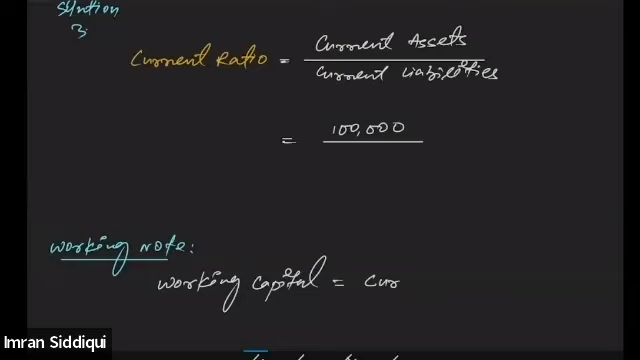 Solution
3
Current Ratio = Current Assets
Current Liabilities
= 100,000
Working Note:
Working Capital = Cur
Imran Siddiqui